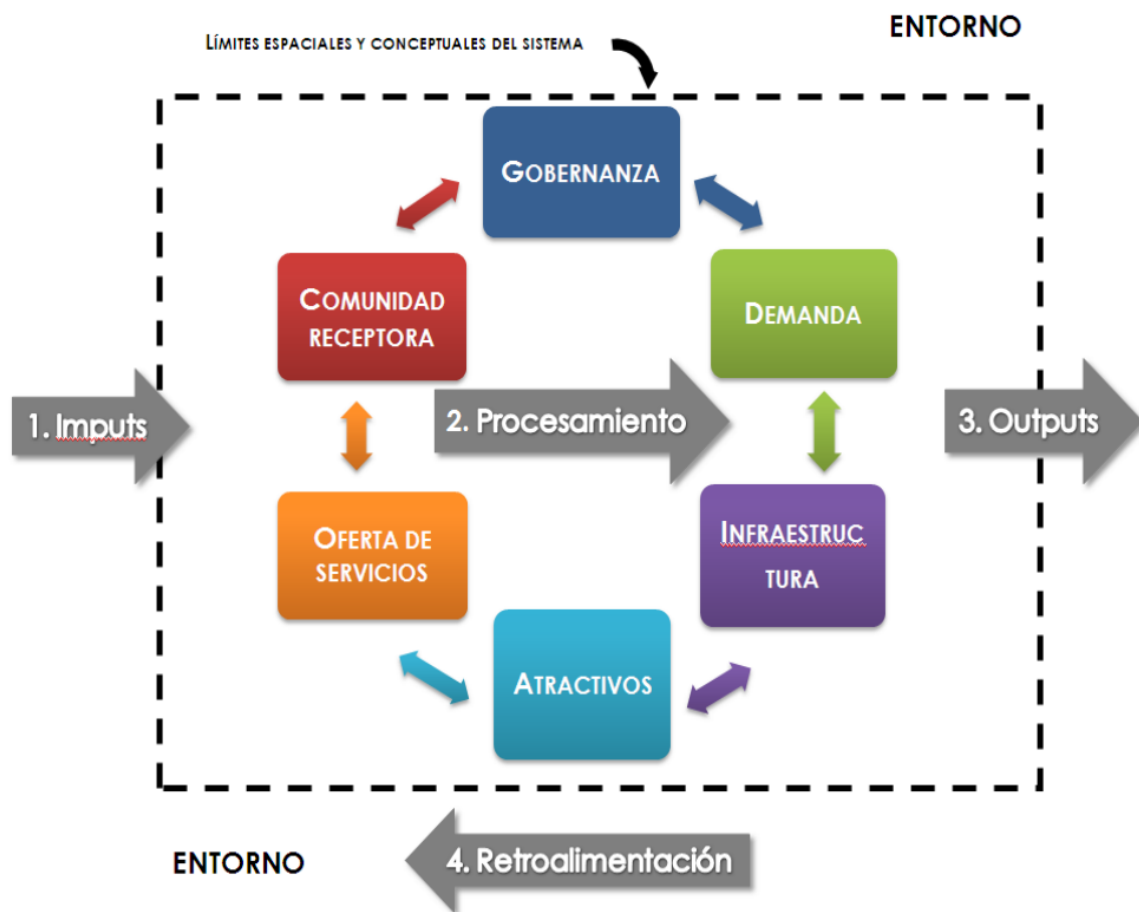 ENTORNO
LÍMITES ESPACIALES Y CONCEPTUALES DEL SISTEMA
GOBERNANZA
COMUNIDAD
RECEPTORA
DEMANDA
1. Imputs
2. Procesamiento
3. Outputs
OFERTA DE
SERVICIOS
INFRAESTRUC
TURA
ATRACTIVOS
ENTORNO
4. Retroalimentación